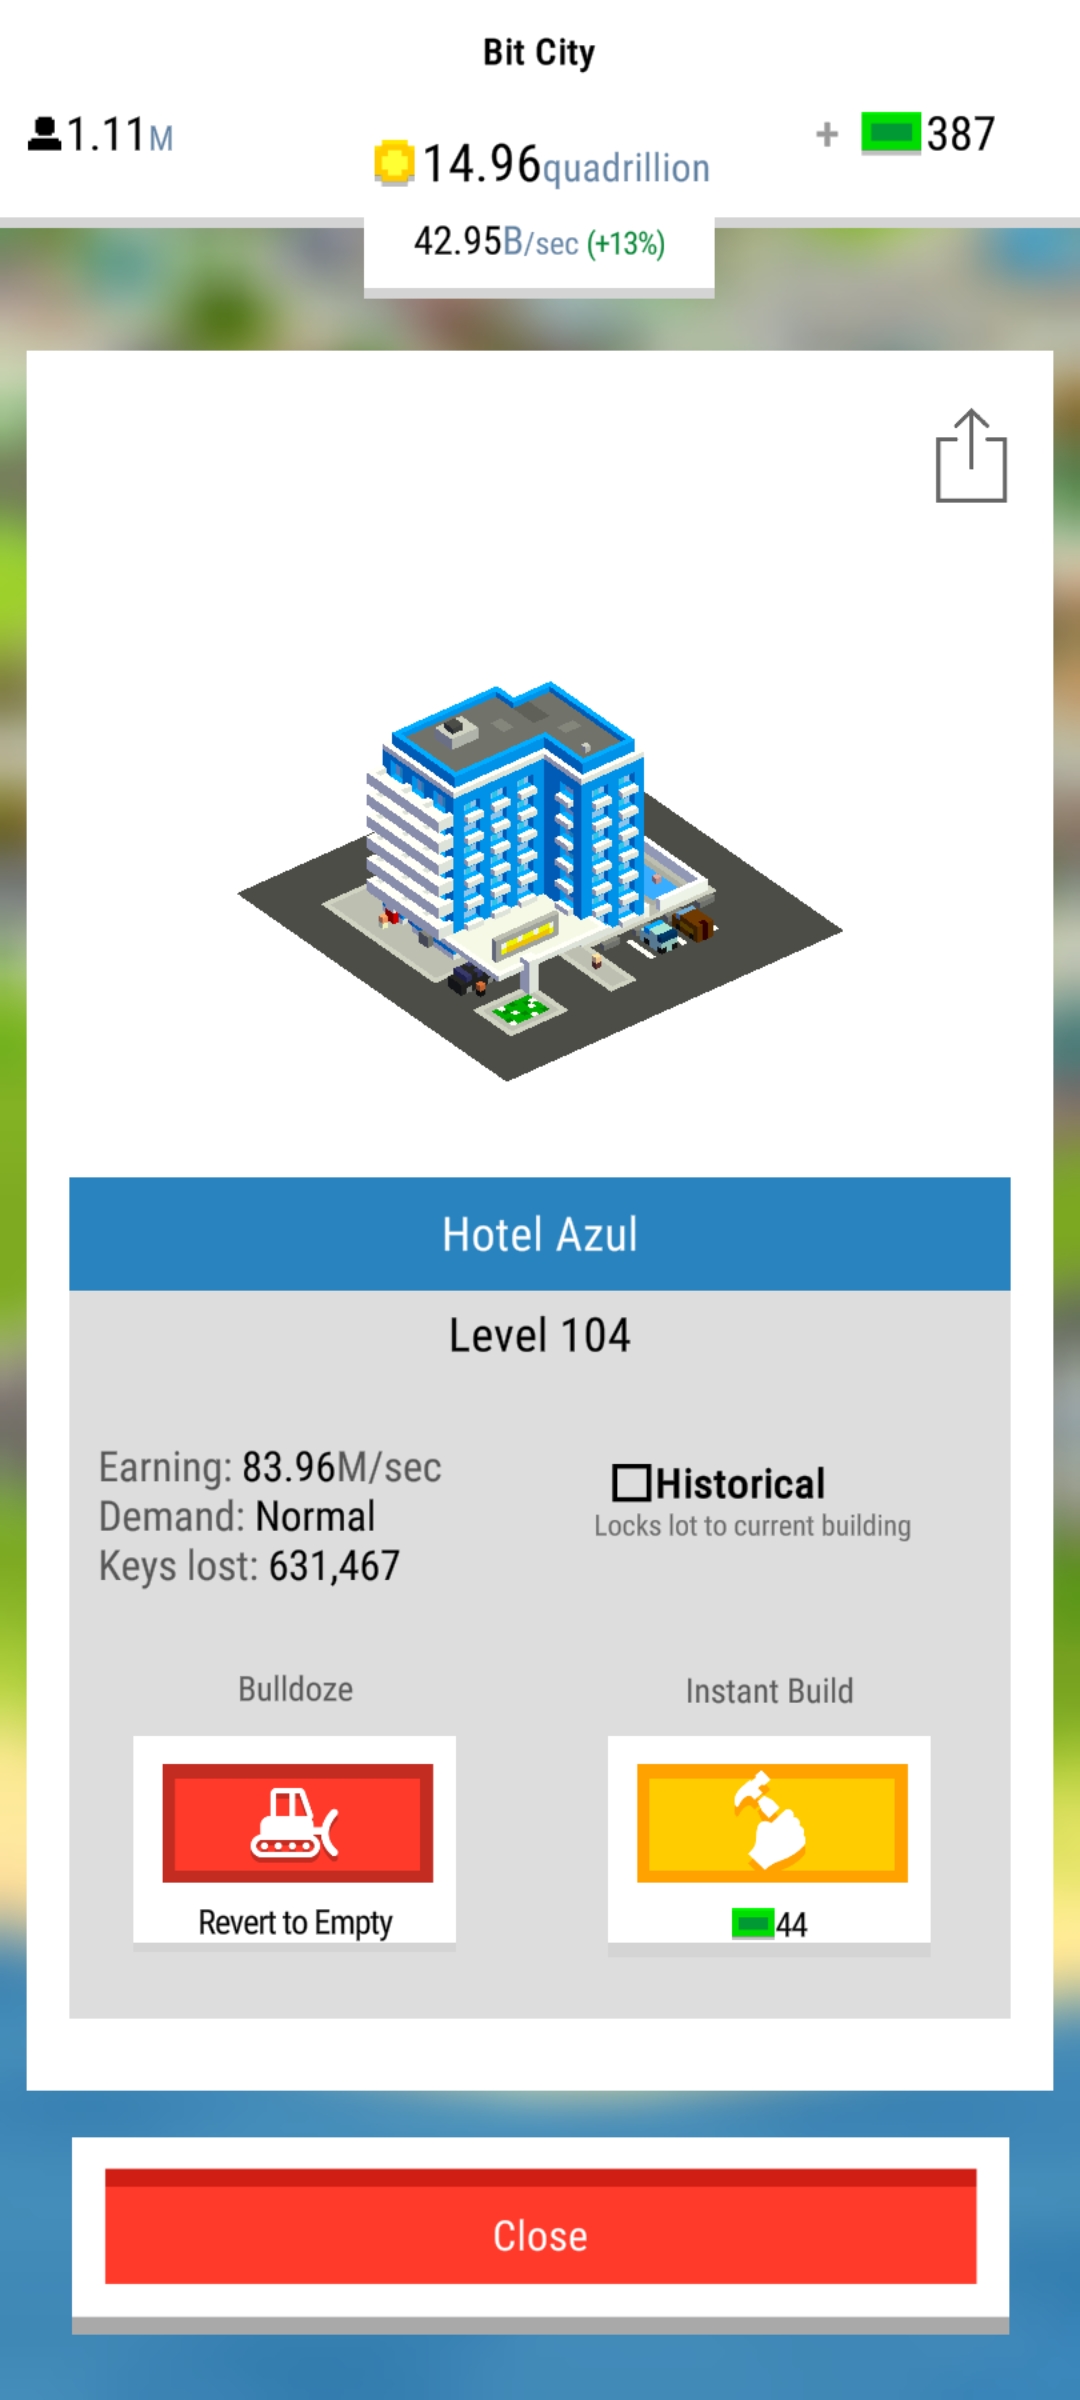 Bit City
1.11M
14.96quadrillion
+ 387
42.95B/sec (+13%)
Hotel Azul
Level 104
Earning: 83.96M/sec
Demand: Normal
Keys lost: 631,467
Historical
Locks lot to current building
Bulldoze
Instant Build
Revert to Empty
44
Close